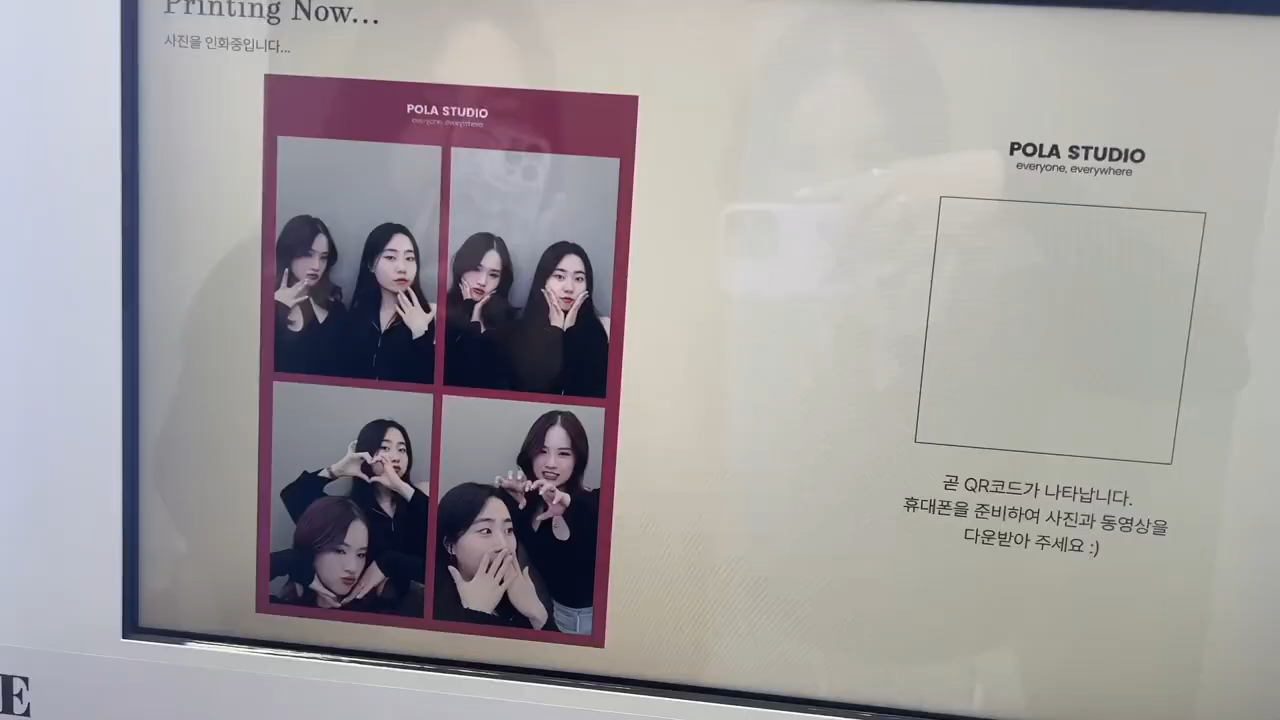 Printing Now...
사진을 인화중입니다...
POLA STUDIO
everyone, everywhere
POLA STUDIO
everyone, everywhere
곧 QR코드가 나타납니다.
휴대폰을 준비하여 사진과 동영상을
다운받아 주세요 :)
E